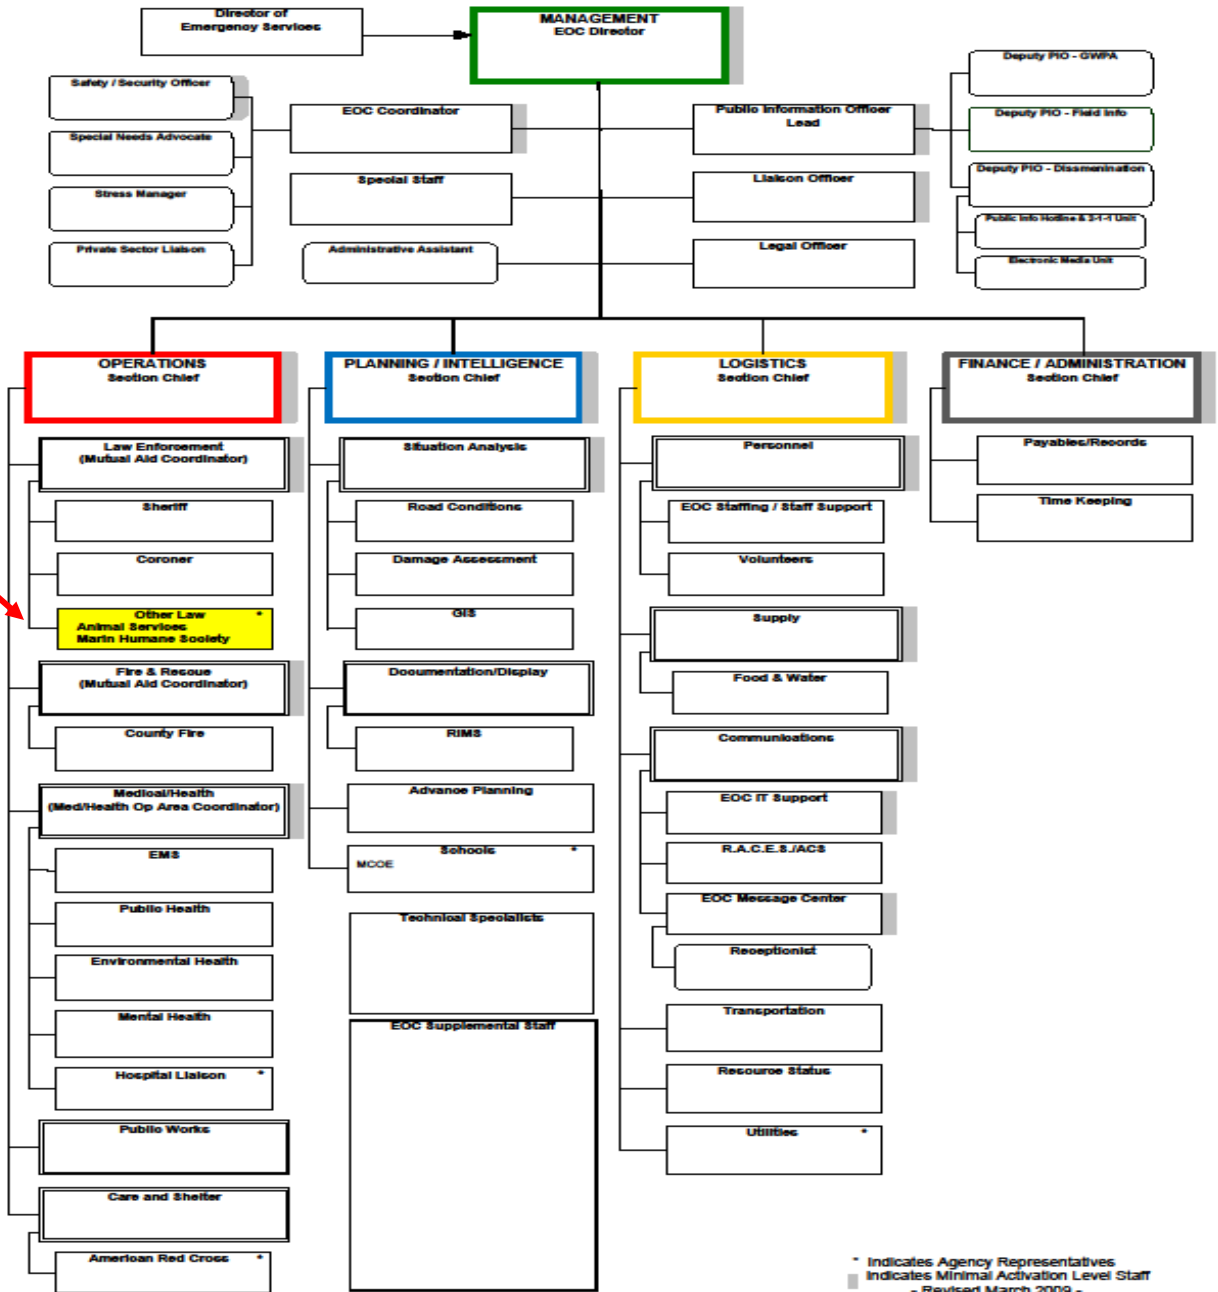 Director of
Emergency Services
MANAGEMENT
EOC Director
Safety / Security Officer
Special Needs Advocate
Stress Manager
Private Sector Liaison
EOC Coordinator
Special Staff
Administrative Assistant
Public Information Officer
Lead
Liaison Officer
Legal Officer
Deputy PIO - GWPA
Deputy PIO - Field Info
Deputy PIO - Dissmenination
Public Info Hotline & 2-1-1 Unit
Electronic Media Unit
OPERATIONS
Section Chief
Law Enforcement
(Mutual Aid Coordinator)
Sheriff
Coroner
Other Law *
Animal Services
Marin Humane Society
Fire & Rescue
(Mutual Aid Coordinator)
County Fire
Medical/Health
(Med/Health Op Area Coordinator)
EMS
Public Health
Environmental Health
Mental Health
Hospital Liaison *
Public Works
Care and Shelter
American Red Cross *
PLANNING / INTELLIGENCE
Section Chief
Situation Analysis
Road Conditions
Damage Assessment
GIS
Documentation/Display
RIMS
Advance Planning
Schools *
MCOE
Technical Specialists
EOC Supplemental Staff
LOGISTICS
Section Chief
Personnel
EOC Staffing / Staff Support
Volunteers
Supply
Food & Water
Communications
EOC IT Support
R.A.C.E.S./ACS
EOC Message Center
Receptionist
Transportation
Resource Status
Utilities *
FINANCE / ADMINISTRATION
Section Chief
Payables/Records
Time Keeping
* Indicates Agency Representatives
Indicates Minimal Activation Level Staff
- Revised March 2009 -